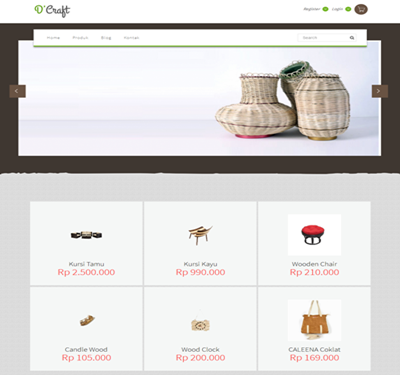 D'Craft
Register
Login
Home Produk Blog Kontak
Search
<
>
Kursi Tamu
Rp 2.500.000
Kursi Kayu
Rp 990.000
Wooden Chair
Rp 210.000
Candle Wood
Rp 105.000
Wood Clock
Rp 200.000
CALEENA Coklat
Rp 169.000